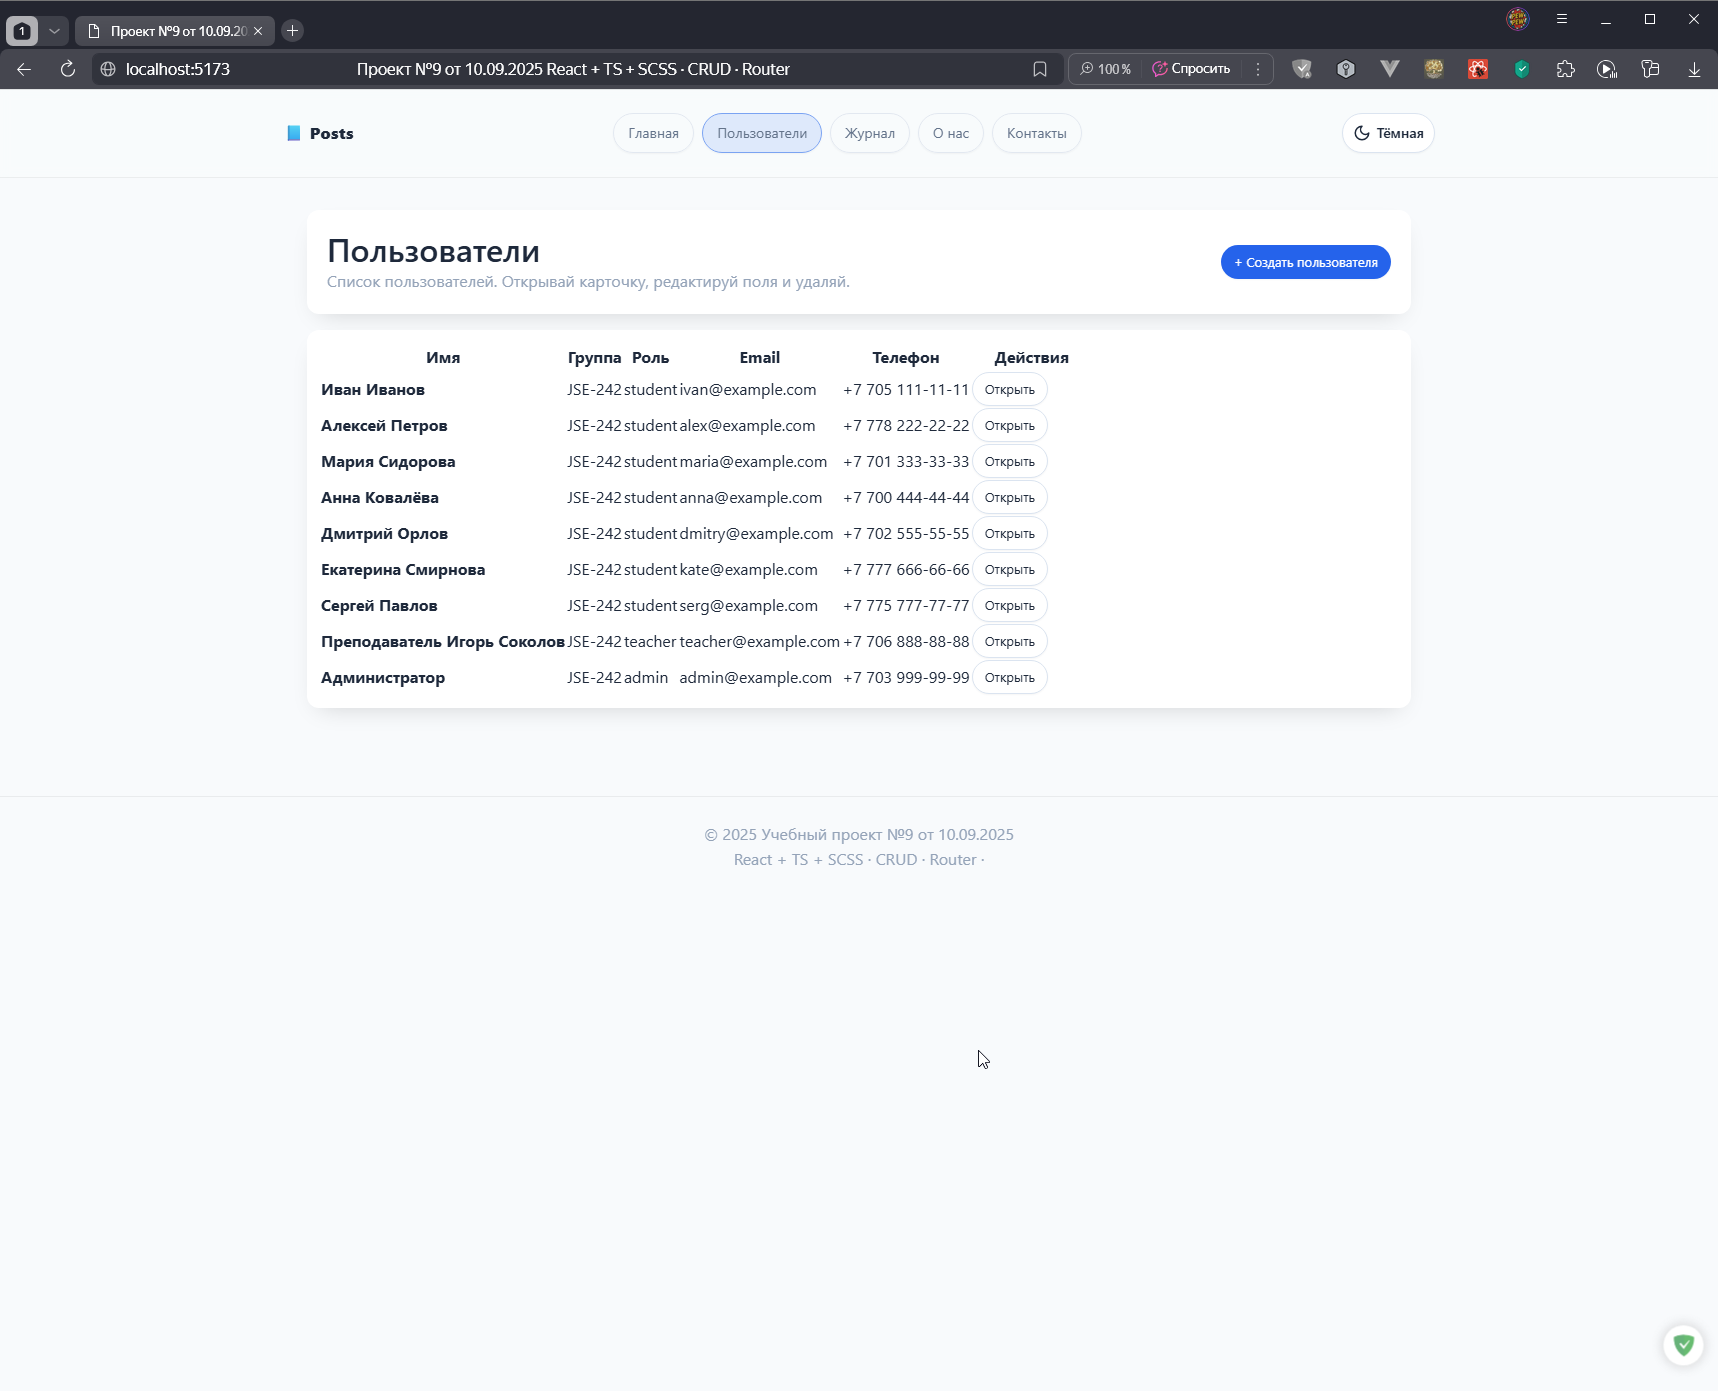 1
Проект №9 от 10.09.20
localhost:5173 Проект №9 от 10.09.2025 React + TS + SCSS · CRUD · Router 100 % Спросить
Posts Главная Пользователи Журнал О нас Контакты Тёмная
Пользователи
Список пользователей. Открывай карточку, редактируй поля и удаляй.
+ Создать пользователя
Имя Группа Роль Email Телефон Действия
Иван Иванов JSE-242 student ivan@example.com +7 705 111-11-11 Открыть
Алексей Петров JSE-242 student alex@example.com +7 778 222-22-22 Открыть
Мария Сидорова JSE-242 student maria@example.com +7 701 333-33-33 Открыть
Анна Ковалёва JSE-242 student anna@example.com +7 700 444-44-44 Открыть
Дмитрий Орлов JSE-242 student dmitry@example.com +7 702 555-55-55 Открыть
Екатерина Смирнова JSE-242 student kate@example.com +7 777 666-66-66 Открыть
Сергей Павлов JSE-242 student serg@example.com +7 775 777-77-77 Открыть
Преподаватель Игорь Соколов JSE-242 teacher teacher@example.com +7 706 888-88-88 Открыть
Администратор JSE-242 admin admin@example.com +7 703 999-99-99 Открыть
© 2025 Учебный проект №9 от 10.09.2025
React + TS + SCSS · CRUD · Router ·